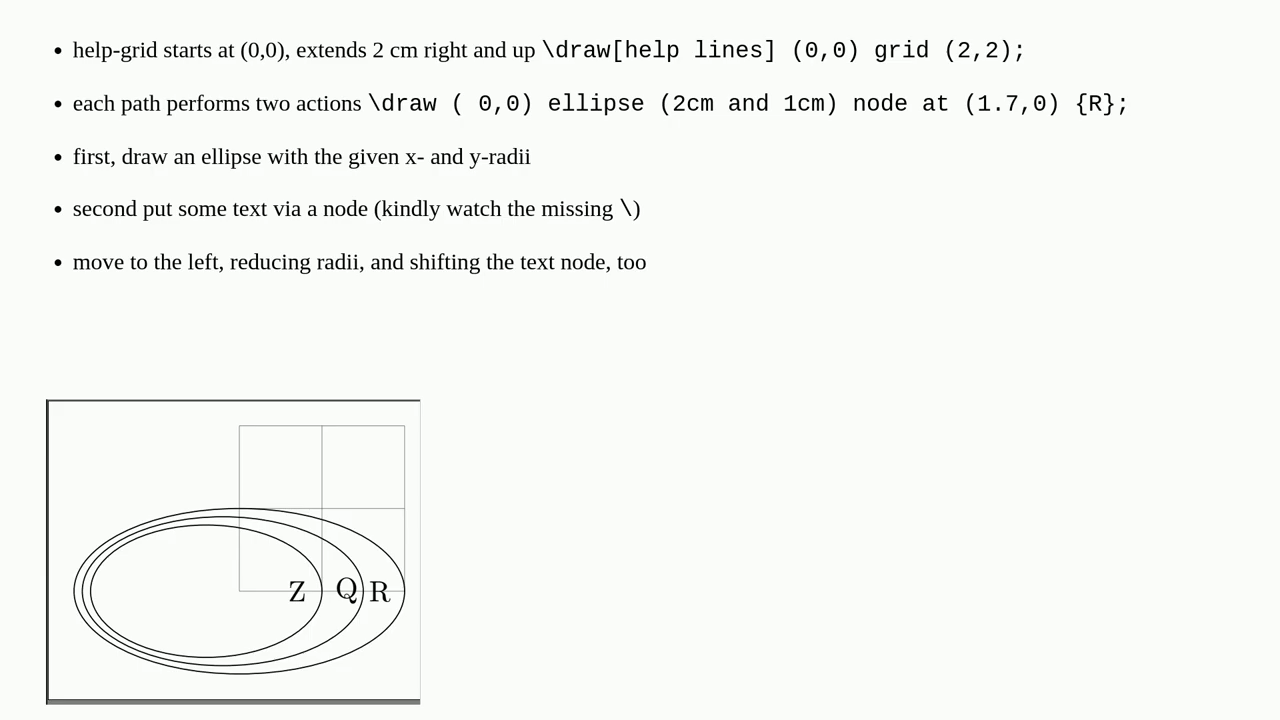 • help-grid starts at (0,0), extends 2 cm right and up \draw[help lines] (0,0) grid (2,2);
• each path performs two actions \draw ( 0,0) ellipse (2cm and 1cm) node at (1.7,0) {R};
• first, draw an ellipse with the given x- and y-radii
• second put some text via a node (kindly watch the missing \)
• move to the left, reducing radii, and shifting the text node, too
Z Q R